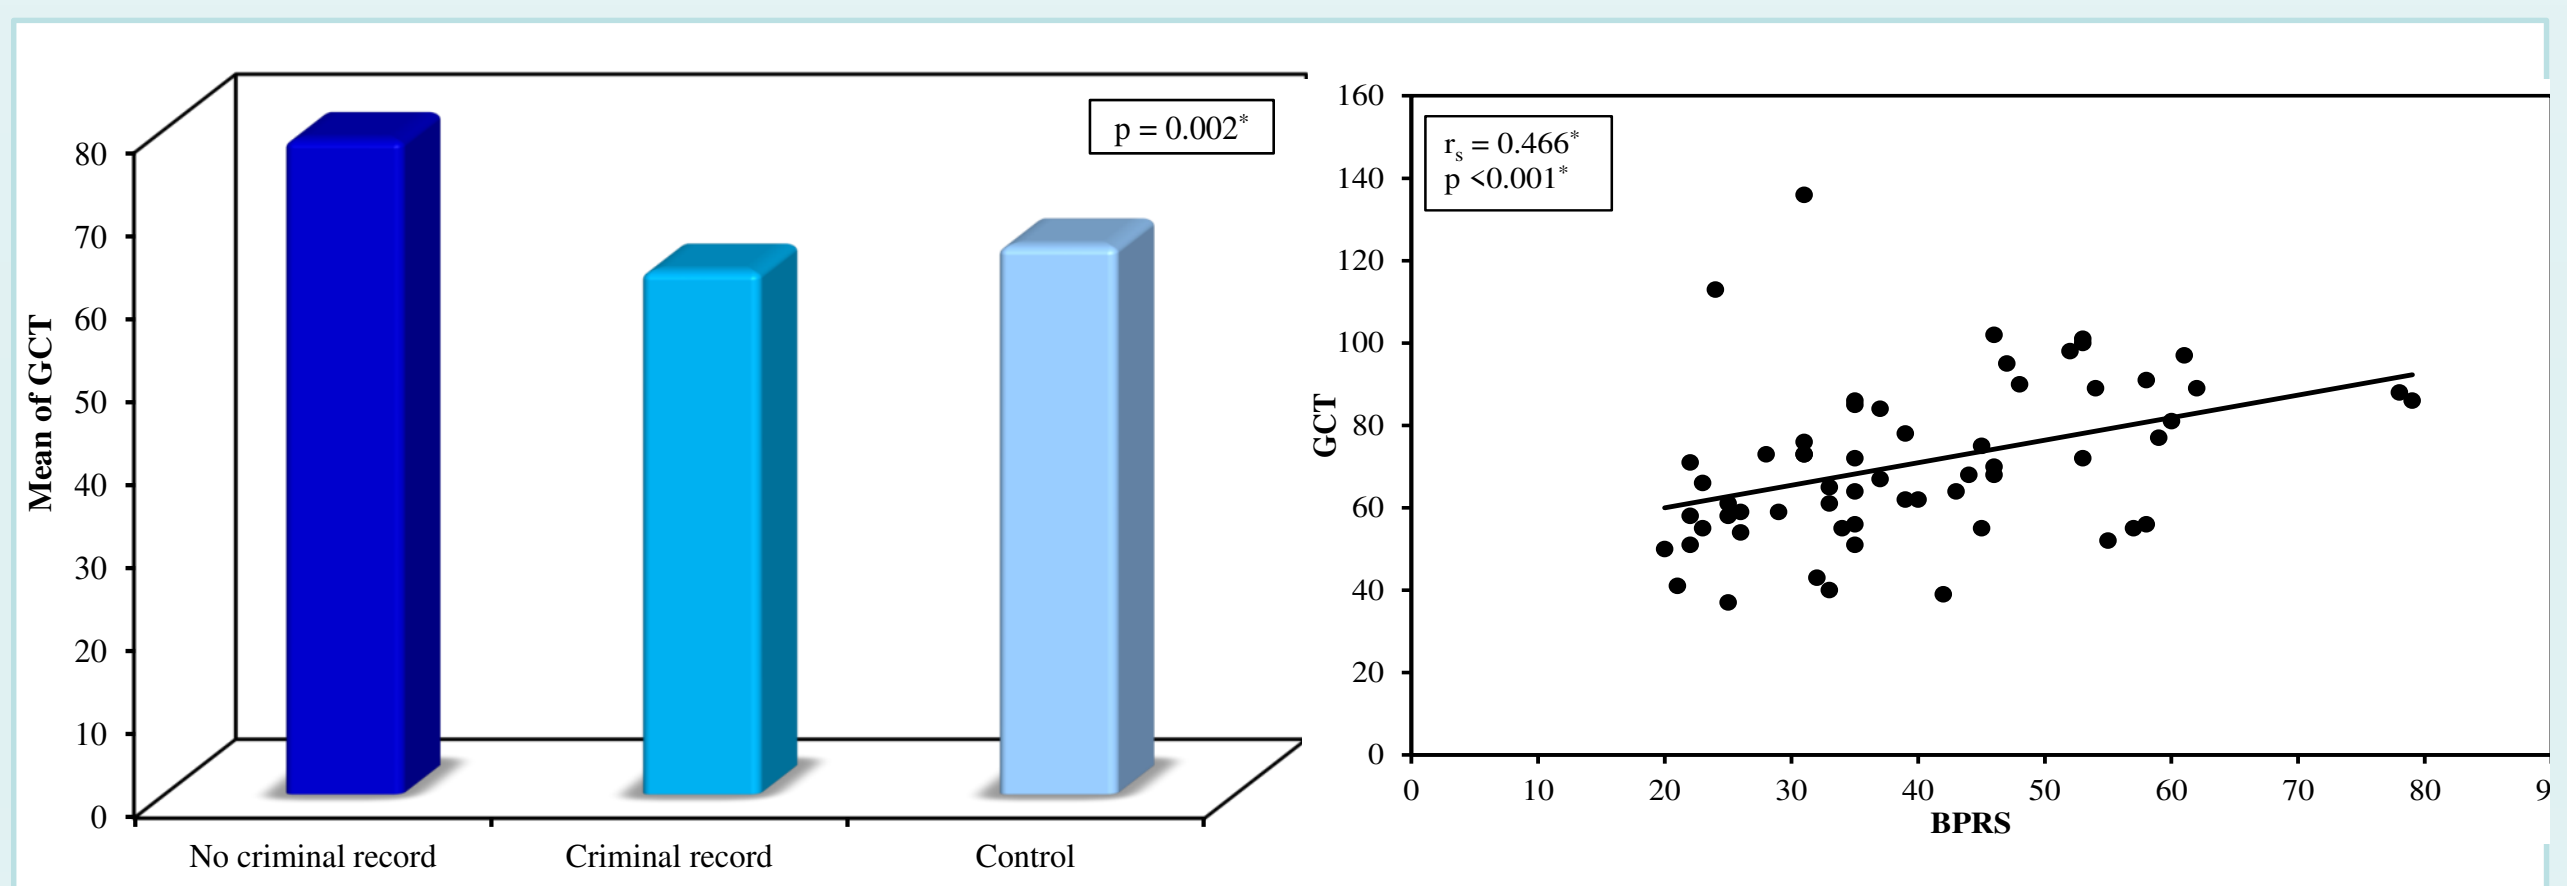 p = 0.002*
80
70
60
50
40
30
20
10
0
Mean of GCT
No criminal record
Criminal record
Control
rs = 0.466*
p <0.001*
160
140
120
100
80
60
40
20
0
GCT
0 10 20 30 40 50 60 70 80 9
BPRS